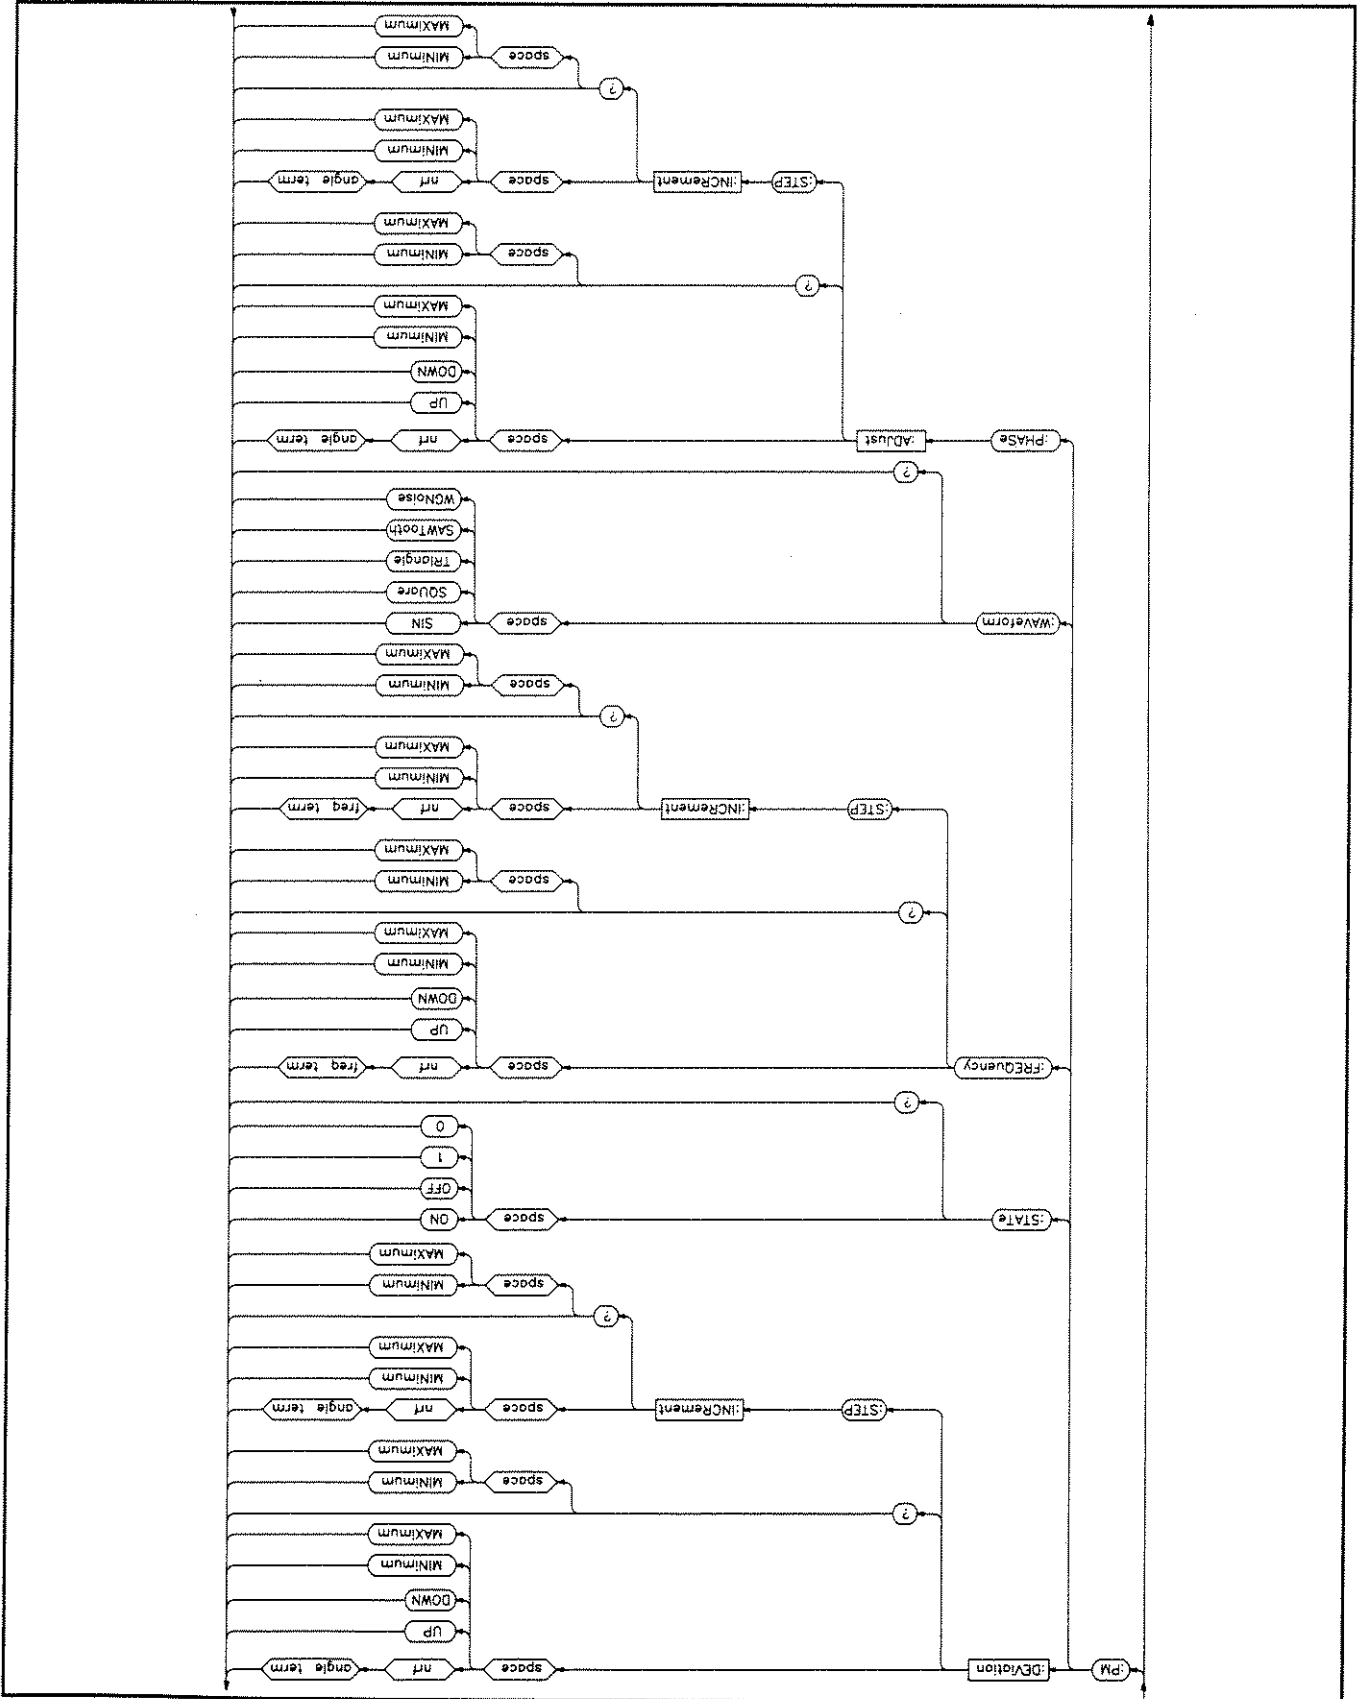 :PM :DEViation space nrf angle term
UP
DOWN
MINimum
MAXimum
?
space MINimum
MAXimum
:STEP :INCRement space nrf angle term
MINimum
MAXimum
?
space MINimum
MAXimum
:STATe space ON
OFF
1
0
?
:FREQuency space nrf freq term
UP
DOWN
MINimum
MAXimum
?
space MINimum
MAXimum
:STEP :INCRement space nrf freq term
MINimum
MAXimum
?
space MINimum
MAXimum
:WAVeform space SIN
SQUare
TRIangle
SAWTooth
WGNoise
?
:PHASe :ADJust space nrf angle term
UP
DOWN
MINimum
MAXimum
?
space MINimum
MAXimum
:STEP :INCRement space nrf angle term
MINimum
MAXimum
?
space MINimum
MAXimum